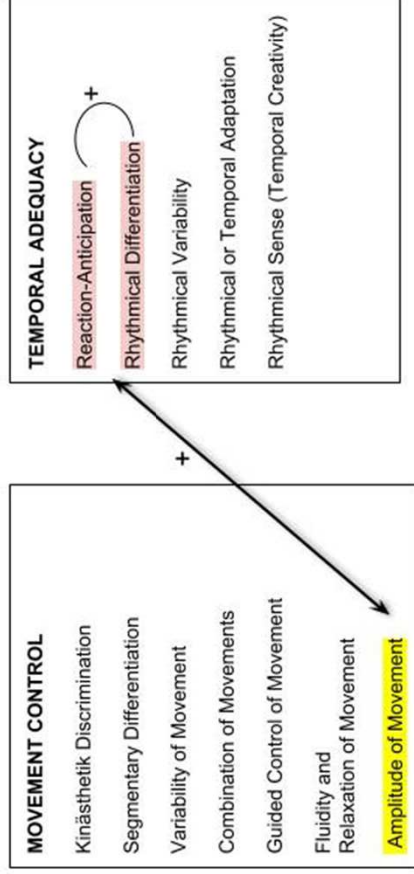 MOVEMENT CONTROL
Kinästhetik Discrimination
Segmentary Differentiation
Variability of Movement
Combination of Movements
Guided Control of Movement
Fluidity and
Relaxation of Movement
Amplitude of Movement
+
TEMPORAL ADEQUACY
Reaction-Anticipation
+
Rhythmical Differentiation
Rhythmical Variability
Rhythmical or Temporal Adaptation
Rhythmical Sense (Temporal Creativity)